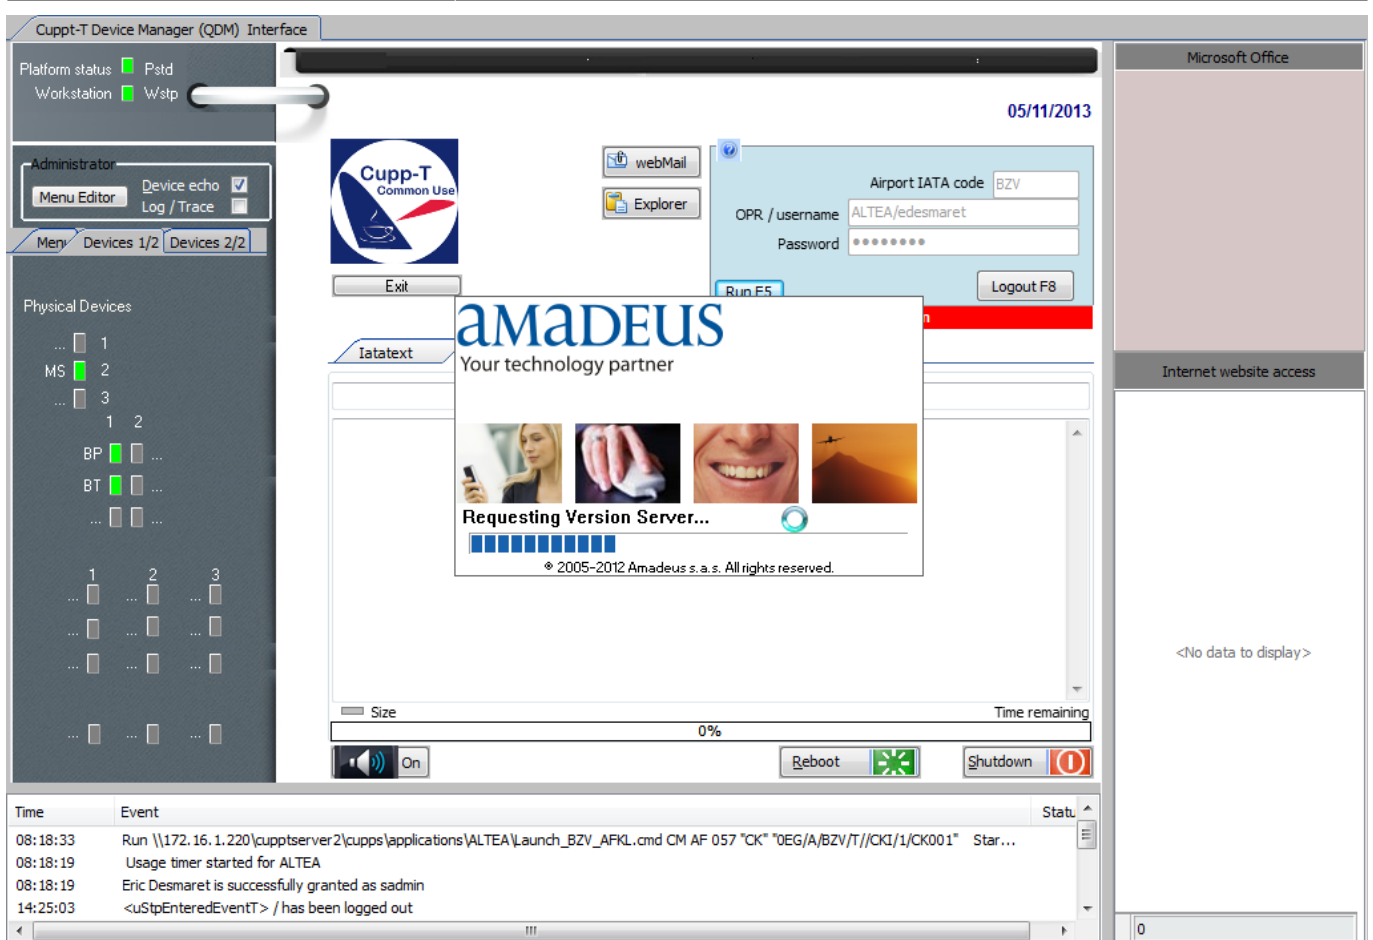 Cuppt-T Device Manager (QDM) Interface
Platform status Pstd
Workstation Wstp
Administrator
Menu Editor
Device echo
Log / Trace
Devices 1/2
Devices 2/2
Physical Devices
... 1
MS 2
... 3
1 2
BP ...
BT ...
... ...
1 2 3
... ... ...
... ... ...
... ... ...
... ... ...
05/11/2013
Cupp-T
Common Use
Exit
webMail
Explorer
Airport IATA code BZV
OPR / username ALTEA/edesmaret
Password ••••••••
Run F5
Logout F8
Iatatext
amadeus
Your technology partner
Requesting Version Server...
© 2005-2012 Amadeus s.a.s. All rights reserved.
Size
Time remaining
0%
On
Reboot
Shutdown
Microsoft Office
Internet website access
<No data to display>
0
Time Event Statu
08:18:33 Run \\172.16.1.220\cupptserver2\cupps\applications\ALTEA\Launch_BZV_AFKL.cmd CM AF 057 "CK" "0EG/A/BZV/T//CKI/1/CK001" Star...
08:18:19 Usage timer started for ALTEA
08:18:19 Eric Desmaret is successfully granted as sadmin
14:25:03 <uStpEnteredEventT> / has been logged out